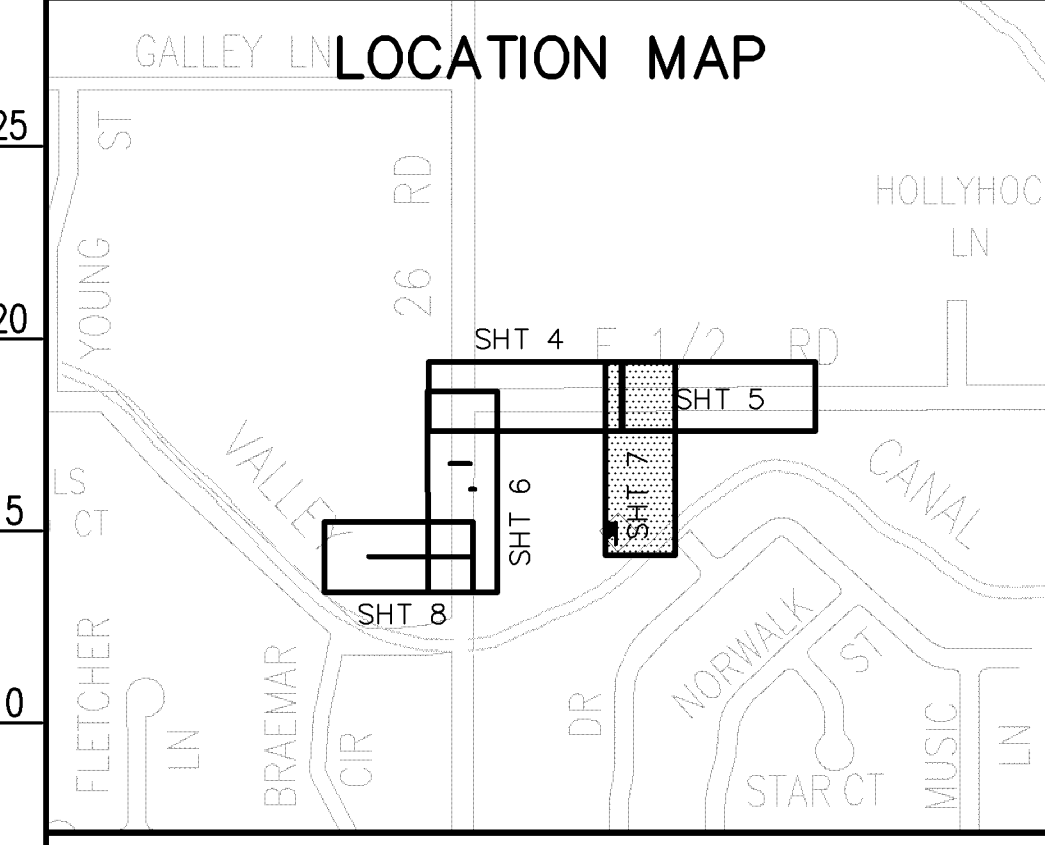 LOCATION MAP
GALLEY LN
25
YOUNG ST
26 RD
HOLLYHOC
LN
20
SHT 4
F 1/2 RD
SHT 5
VALLEY
CANAL
LS
CT
5
SHT 6
SHT 7
SHT 8
NORWALK
ST
FLETCHER
LN
BRAEMAR
CIR
DR
0
MUSIC
LN
STAR CT